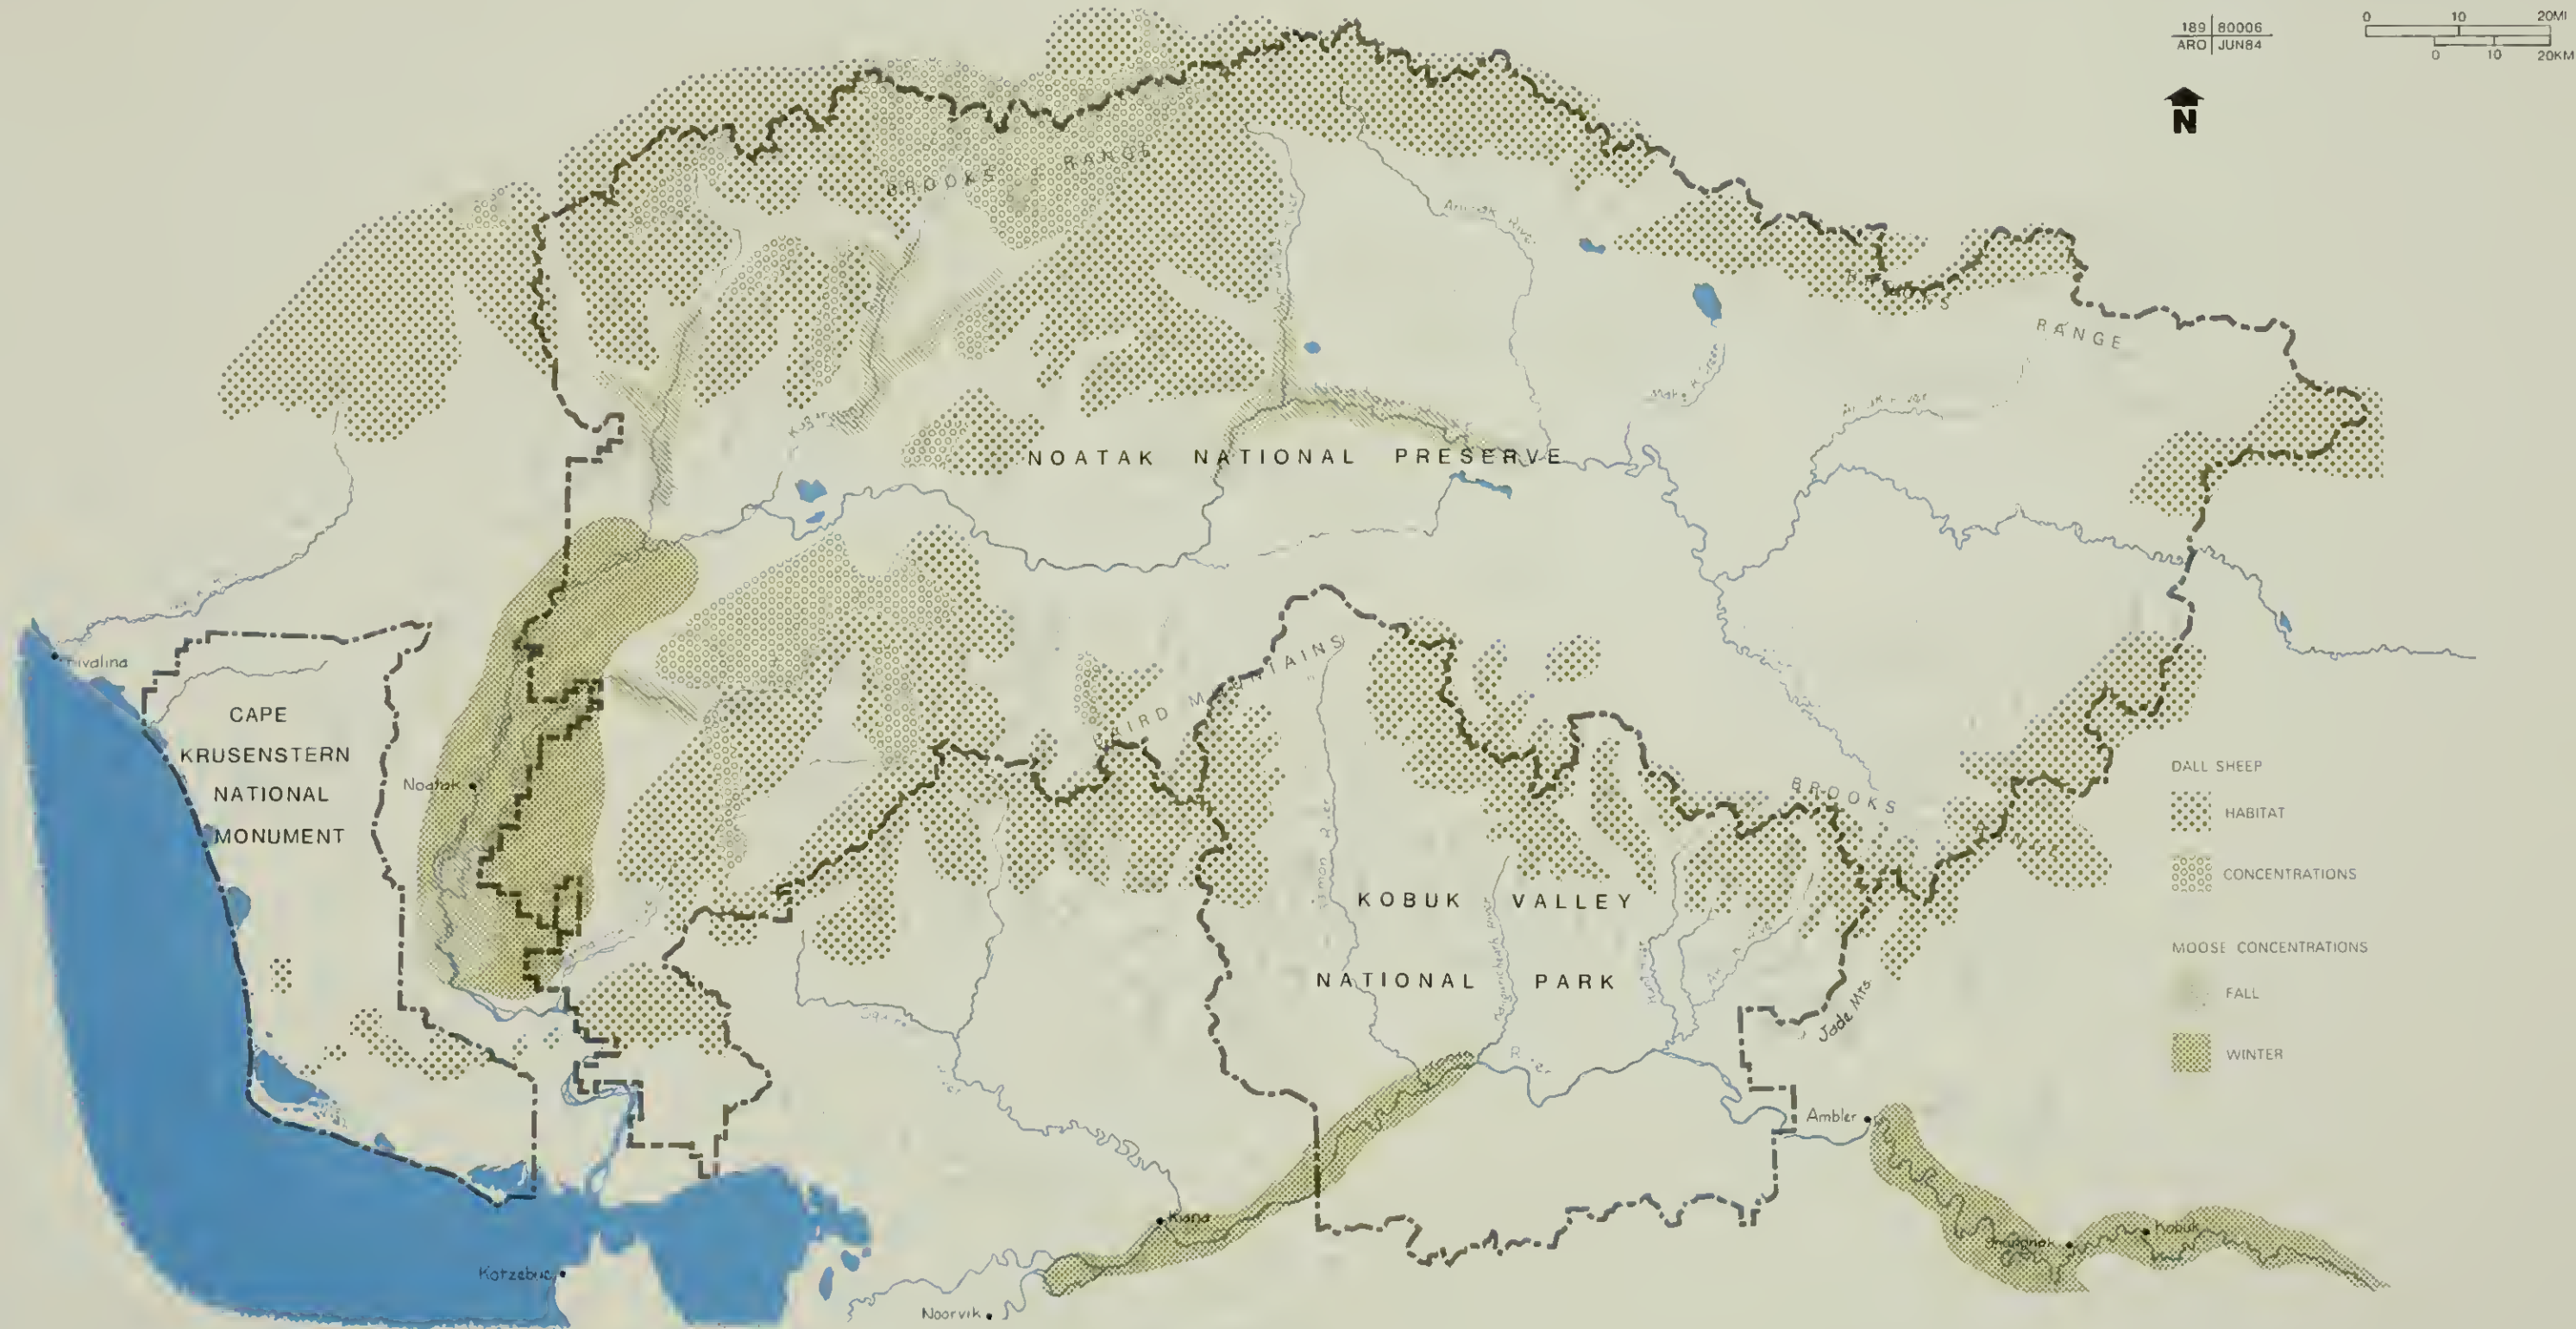 189 80006
ARO JUN84
0 10 20MI
0 10 20KM
N
BROOKS RANGE
BROOKS
RANGE
NOATAK NATIONAL PRESERVE
CAPE
KRUSENSTERN
NATIONAL
MONUMENT
Noatak
BAIRD MOUNTAINS
BROOKS
RANGE
KOBUK VALLEY
NATIONAL PARK
Jade Mts.
Ambler
Kobuk
Kiana
Kotzebue
Noorvik
DALL SHEEP
HABITAT
CONCENTRATIONS
MOOSE CONCENTRATIONS
FALL
WINTER